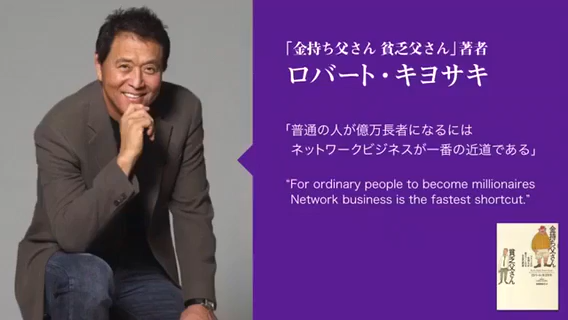 「金持ち父さん 貧乏父さん」著者
ロバート・キヨサキ
「普通の人が億万長者になるには
ネットワークビジネスが一番の近道である」
“For ordinary people to become millionaires
Network business is the fastest shortcut.”
金持ち父さん
貧乏父さん